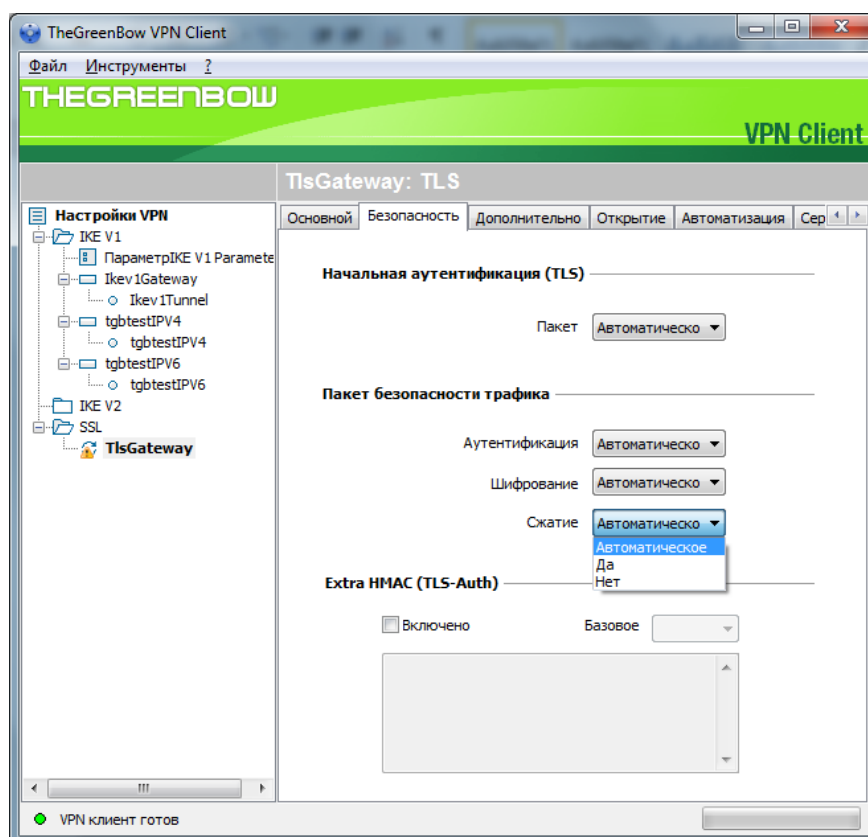 TheGreenBow VPN Client
Файл Инструменты ?
THEGREENBOW
VPN Client
TlsGateway: TLS
Настройки VPN
IKE V1
ПараметрIKE V1 Paramete
Ikev1Gateway
Ikev1Tunnel
tgbtestIPV4
tgbtestIPV4
tgbtestIPV6
tgbtestIPV6
IKE V2
SSL
TlsGateway
Основной Безопасность Дополнительно Открытие Автоматизация Сер
Начальная аутентификация (TLS)
Пакет Автоматическо
Пакет безопасности трафика
Аутентификация Автоматическо
Шифрование Автоматическо
Сжатие Автоматическо
Автоматическое
Да
Нет
Extra HMAC (TLS-Auth)
Включено Базовое
VPN клиент готов